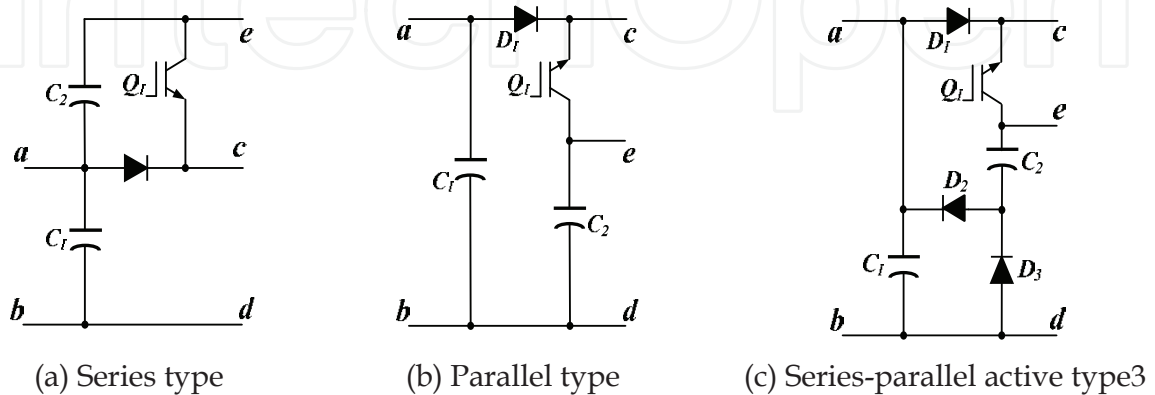 IntechOpen
e
C₂
Q₁
a
c
C₁
b
d
(a) Series type
a
D₁
c
Q₁
e
C₁
C₂
b
d
(b) Parallel type
a
D₁
c
Q₁
e
C₂
D₂
C₁
D₃
b
d
(c) Series-parallel active type3